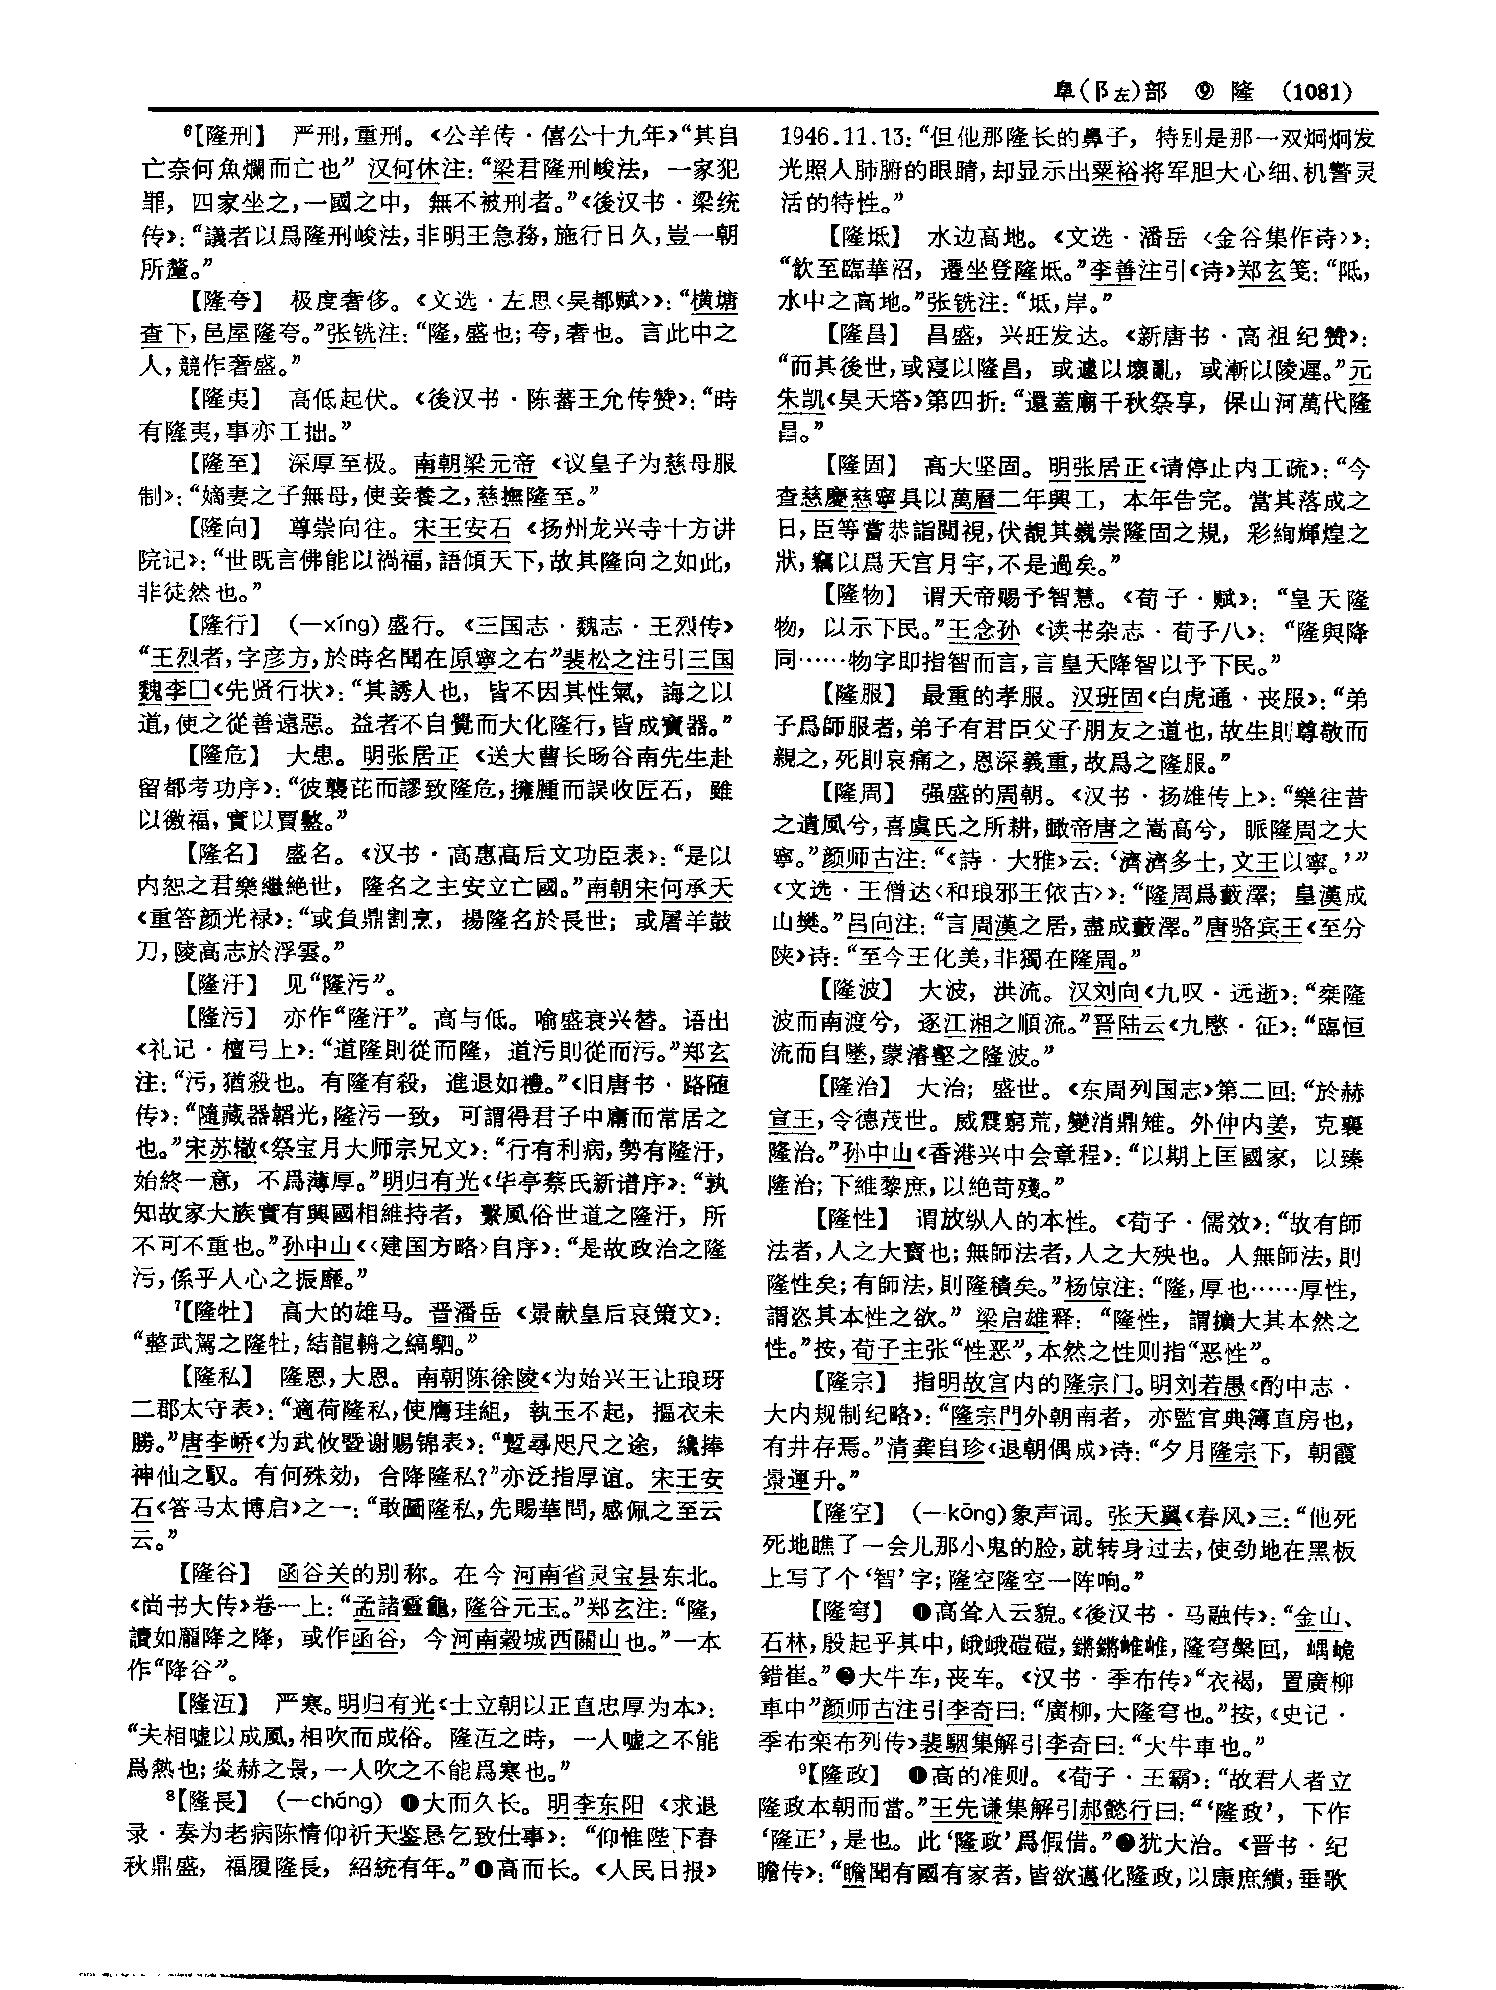 阜(阝左)部　⑨　隆　(1081)
⁶【隆刑】　严刑，重刑。《公羊传·僖公十九年》“其自
亡奈何魚爛而亡也”汉何休注：“梁君隆刑峻法，一家犯
罪，四家坐之，一國之中，無不被刑者。”《後汉书·梁统
传》：“議者以爲隆刑峻法，非明王急務，施行日久，豈一朝
所釐。”
【隆夸】　极度奢侈。《文选·左思〈吴都赋〉》：“横塘
查下，邑屋隆夸。”张铣注：“隆，盛也；夸，奢也。言此中之
人，競作奢盛。”
【隆夷】　高低起伏。《後汉书·陈蕃王允传赞》：“時
有隆夷，事亦工拙。”
【隆至】　深厚至极。南朝梁元帝《议皇子为慈母服
制》：“嫡妻之子無母，使妾養之，慈撫隆至。”
【隆向】　尊崇向往。宋王安石《扬州龙兴寺十方讲
院记》：“世既言佛能以禍福，語傾天下，故其隆向之如此，
非徒然也。”
【隆行】　(—xíng)盛行。《三国志·魏志·王烈传》
“王烈者，字彦方，於時名聞在原寧之右”裴松之注引三国
魏李囗《先贤行状》：“其誘人也，皆不因其性氣，誨之以
道，使之從善遠惡。益者不自覺而大化隆行，皆成寶器。”
【隆危】　大患。明张居正《送大曹长旸谷南先生赴
留都考功序》：“彼襲芘而謬致隆危，擁腫而誤收匠石，雖
以徼福，實以賈盭。”
【隆名】　盛名。《汉书·高惠高后文功臣表》：“是以
内恕之君樂繼絶世，隆名之主安立亡國。”南朝宋何承天
《重答颜光禄》：“或負鼎割烹，揚隆名於長世；或屠羊鼓
刀，陵高志於浮雲。”
【隆汙】　见“隆污”。
【隆污】　亦作“隆汙”。高与低。喻盛衰兴替。语出
《礼记·檀弓上》：“道隆則從而隆，道污則從而污。”郑玄
注：“污，猶殺也。有隆有殺，進退如禮。”《旧唐书·路随
传》：“隨藏器韜光，隆污一致，可謂得君子中庸而常居之
也。”宋苏辙《祭宝月大师宗兄文》：“行有利病，勢有隆汙，
始終一意，不爲薄厚。”明归有光《华亭蔡氏新谱序》：“孰
知故家大族實有興國相維持者，繫風俗世道之隆汙，所
不可不重也。”孙中山《〈建国方略〉自序》：“是故政治之隆
污，係乎人心之振靡。”
⁷【隆牡】　高大的雄马。晋潘岳《景献皇后哀策文》：
“整武駕之隆牡，結龍輈之縞駟。”
【隆私】　隆恩，大恩。南朝陈徐陵《为始兴王让琅玡
二郡太守表》：“適荷隆私，使膺珪組，執玉不起，摳衣未
勝。”唐李峤《为武攸暨谢赐锦表》：“蹔尋咫尺之途，纔捧
神仙之馭。有何殊効，合降隆私？”亦泛指厚谊。宋王安
石《答马太博启》之一：“敢圖隆私，先賜華問，感佩之至云
云。”
【隆谷】　函谷关的别称。在今河南省灵宝县东北。
《尚书大传》卷一上：“孟諸靈龜，隆谷元玉。”郑玄注：“隆，
讀如龐降之降，或作函谷，今河南穀城西關山也。”一本
作“降谷”。
【隆冱】　严寒。明归有光《士立朝以正直忠厚为本》：
“夫相嘘以成風，相吹而成俗。隆冱之時，一人嘘之不能
爲熱也；炎赫之景，一人吹之不能爲寒也。”
⁸【隆長】　(—cháng)　❶大而久长。明李东阳《求退
录·奏为老病陈情仰祈天鉴恳乞致仕事》：“仰惟陛下春
秋鼎盛，福履隆長，紹統有年。”❶高而长。《人民日报》
1946.11.13：“但他那隆长的鼻子，特别是那一双炯炯发
光照人肺腑的眼睛，却显示出粟裕将军胆大心细、机警灵
活的特性。”
【隆坻】　水边高地。《文选·潘岳〈金谷集作诗〉》：
“飲至臨華沼，遷坐登隆坻。”李善注引《诗》郑玄笺：“阺，
水中之高地。”张铣注：“坻，岸。”
【隆昌】　昌盛，兴旺发达。《新唐书·高祖纪赞》：
“而其後世，或寖以隆昌，或遽以壞亂，或漸以陵遲。”元
朱凯《昊天塔》第四折：“還蓋廟千秋祭享，保山河萬代隆
昌。”
【隆固】　高大坚固。明张居正《请停止内工疏》：“今
查慈慶慈寧具以萬曆二年興工，本年告完。當其落成之
日，臣等嘗恭詣閲視，伏覩其巍崇隆固之規，彩絢輝煌之
狀，竊以爲天宫月宇，不是過矣。”
【隆物】　谓天帝赐予智慧。《荀子·赋》：“皇天隆
物，以示下民。”王念孙《读书杂志·荀子八》：“隆與降
同……物字即指智而言，言皇天降智以予下民。”
【隆服】　最重的孝服。汉班固《白虎通·丧服》：“弟
子爲師服者，弟子有君臣父子朋友之道也，故生則尊敬而
親之，死則哀痛之，恩深義重，故爲之隆服。”
【隆周】　强盛的周朝。《汉书·扬雄传上》：“樂往昔
之遺風兮，喜虞氏之所耕，瞰帝唐之嵩高兮，眽隆周之大
寧。”颜师古注：“《詩·大雅》云：‘濟濟多士，文王以寧。’”
《文选·王僧达〈和琅邪王依古〉》：“隆周爲藪澤；皇漢成
山樊。”吕向注：“言周漢之居，盡成藪澤。”唐骆宾王《至分
陕》诗：“至今王化美，非獨在隆周。”
【隆波】　大波，洪流。汉刘向《九叹·远逝》：“椉隆
波而南渡兮，逐江湘之順流。”晋陆云《九愍·征》：“臨恒
流而自墜，蒙濬壑之隆波。”
【隆治】　大治；盛世。《东周列国志》第二回：“於赫
宣王，令德茂世。威震窮荒，變消鼎雉。外仲内姜，克襄
隆治。”孙中山《香港兴中会章程》：“以期上匡國家，以臻
隆治；下維黎庶，以絶苛殘。”
【隆性】　谓放纵人的本性。《荀子·儒效》：“故有師
法者，人之大寶也；無師法者，人之大殃也。人無師法，則
隆性矣；有師法，則隆積矣。”杨倞注：“隆，厚也……厚性，
謂恣其本性之欲。”梁启雄释：“隆性，謂擴大其本然之
性。”按，荀子主张“性恶”，本然之性则指“恶性”。
【隆宗】　指明故宫内的隆宗门。明刘若愚《酌中志·
大内规制纪略》：“隆宗門外朝南者，亦監官典簿直房也，
有井存焉。”清龚自珍《退朝偶成》诗：“夕月隆宗下，朝霞
景運升。”
【隆空】　(—kōng)象声词。张天翼《春风》三：“他死
死地瞧了一会儿那小鬼的脸，就转身过去，使劲地在黑板
上写了个‘智’字；隆空隆空一阵响。”
【隆穹】　❶高耸入云貌。《後汉书·马融传》：“金山、
石林，殷起乎其中，峨峨磑磑，鏘鏘嶉嶉，隆穹槃回，嵎峗
錯崔。”❷大牛车，丧车。《汉书·季布传》“衣褐，置廣柳
車中”颜师古注引李奇曰：“廣柳，大隆穹也。”按，《史记·
季布栾布列传》裴駰集解引李奇曰：“大牛車也。”
⁹【隆政】　❶高的准则。《荀子·王霸》：“故君人者立
隆政本朝而當。”王先谦集解引郝懿行曰：“‘隆政’，下作
‘隆正’，是也。此‘隆政’爲假借。”❷犹大治。《晋书·纪
瞻传》：“瞻聞有國有家者，皆欲邁化隆政，以康庶績，垂歌